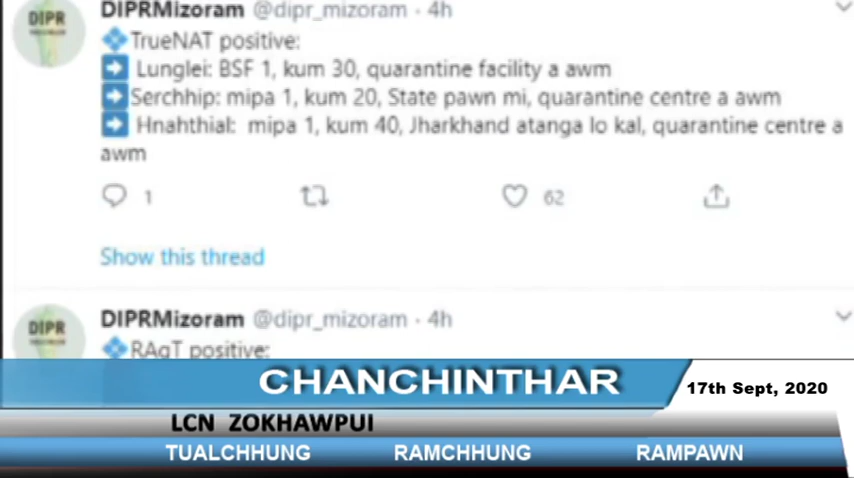 DIPR
DIPRMizoram @dipr_mizoram · 4h
TrueNAT positive:
Lunglei: BSF 1, kum 30, quarantine facility a awm
Serchhip: mipa 1, kum 20, State pawn mi, quarantine centre a awm
Hnahthial: mipa 1, kum 40, Jharkhand atanga lo kal, quarantine centre a
awm
1 62
Show this thread
DIPR
DIPRMizoram @dipr_mizoram · 4h
RAgT positive:
CHANCHINTHAR
17th Sept, 2020
LCN ZOKHAWPUI
TUALCHHUNG RAMCHHUNG RAMPAWN